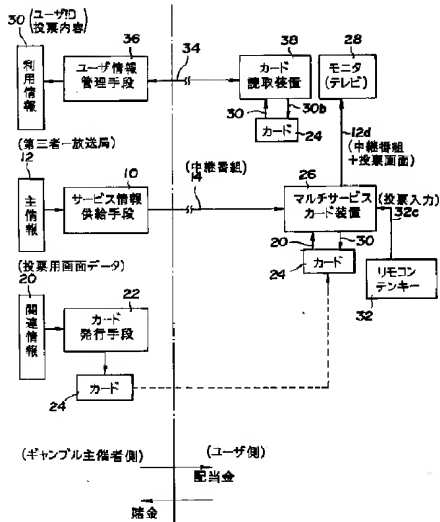 30 (ユーザID
投票内容)
36
34
38
28
利用情報
ユーザ情報
管理手段
カード
読取装置
モニタ
(テレビ)
30
30b
カード
24
12d
(中継番組
+投票画面)
(第三者一放送局)
12
10
(中継番組)
14
26
主情報
サービス情報
供給手段
マルチサービス
カード装置
(投票入力)
32c
20
30
(投票用画面データ)
20
22
カード
24
リモコン
テンキー
32
関連情報
カード
発行手段
カード
24
(ギャンブル主催者側)
(ユーザ側)
配当金
賭金